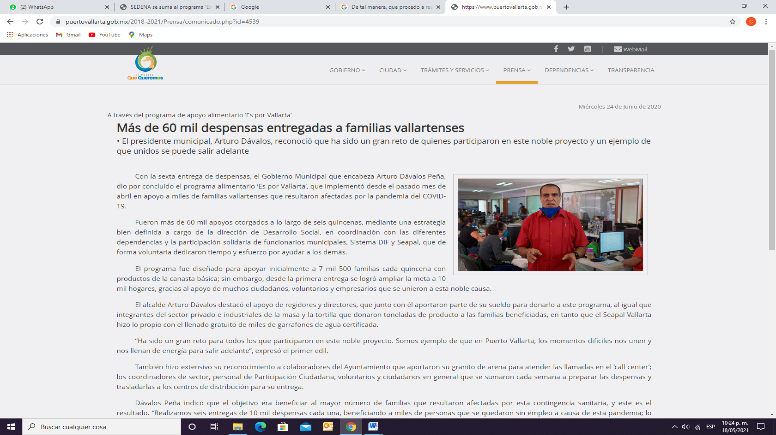 WhatsApp
SEDENA se suma al programa "Es
Google
De tal manera, que procedo a re
https://www.puertovallarta.gob.
puertovallarta.gob.mx/2018-2021/Prensa/comunicado.php?id=4539
Aplicaciones Gmail YouTube Maps
WebMail
Qué Queremos
GOBIERNO CIUDAD TRÁMITES Y SERVICIOS PRENSA DEPENDENCIAS TRANSPARENCIA
Miércoles 24 de Junio de 2020
A través del programa de apoyo alimentario 'Es por Vallarta'
Más de 60 mil despensas entregadas a familias vallartenses
• El presidente municipal, Arturo Dávalos, reconoció que ha sido un gran reto de quienes participaron en este noble proyecto y un ejemplo de
que unidos se puede salir adelante
Con la sexta entrega de despensas, el Gobierno Municipal que encabeza Arturo Dávalos Peña,
dio por concluido el programa alimentario 'Es por Vallarta', que implementó desde el pasado mes de
abril en apoyo a miles de familias vallartenses que resultaron afectadas por la pandemia del COVID-
19.
Fueron más de 60 mil apoyos otorgados a lo largo de seis quincenas, mediante una estrategia
bien definida a cargo de la dirección de Desarrollo Social, en coordinación con las diferentes
dependencias y la participación solidaria de funcionarios municipales, Sistema DIF y Seapal, que de
forma voluntaria dedicaron tiempo y esfuerzo por ayudar a los demás.
El programa fue diseñado para apoyar inicialmente a 7 mil 500 familias cada quincena con
productos de la canasta básica; sin embargo, desde la primera entrega se logró ampliar la meta a 10
mil hogares, gracias al apoyo de muchos ciudadanos, voluntarios y empresarios que se unieron a esta noble causa.
El alcalde Arturo Dávalos destacó el apoyo de regidores y directores, que junto con él aportaron parte de su sueldo para donarlo a este programa, al igual que
integrantes del sector privado e industriales de la masa y la tortilla que donaron toneladas de producto a las familias beneficiadas, en tanto que el Seapal Vallarta
hizo lo propio con el llenado gratuito de miles de garrafones de agua certificada.
"Ha sido un gran reto para todos los que participaron en este noble proyecto. Somos ejemplo de que en Puerto Vallarta, los momentos difíciles nos unen y
nos llenan de energía para salir adelante", expresó el primer edil.
También hizo extensivo su reconocimiento a colaboradores del Ayuntamiento que aportaron su granito de arena para atender las llamadas en el 'call center';
los coordinadores de sector, personal de Participación Ciudadana, voluntarios y ciudadanos en general que se sumaron cada semana a preparar las despensas y
trasladarlas a los centros de distribución para su entrega.
Dávalos Peña indicó que el objetivo era beneficiar al mayor número de familias que resultaron afectadas por esta contingencia sanitaria, y este es el
resultado. "Realizamos seis entregas de 10 mil despensas cada una, beneficiando a miles de personas que se quedaron sin empleo a causa de esta pandemia; lo
Buscar cualquier cosa
ESP
10:24 p. m.
18/05/2021